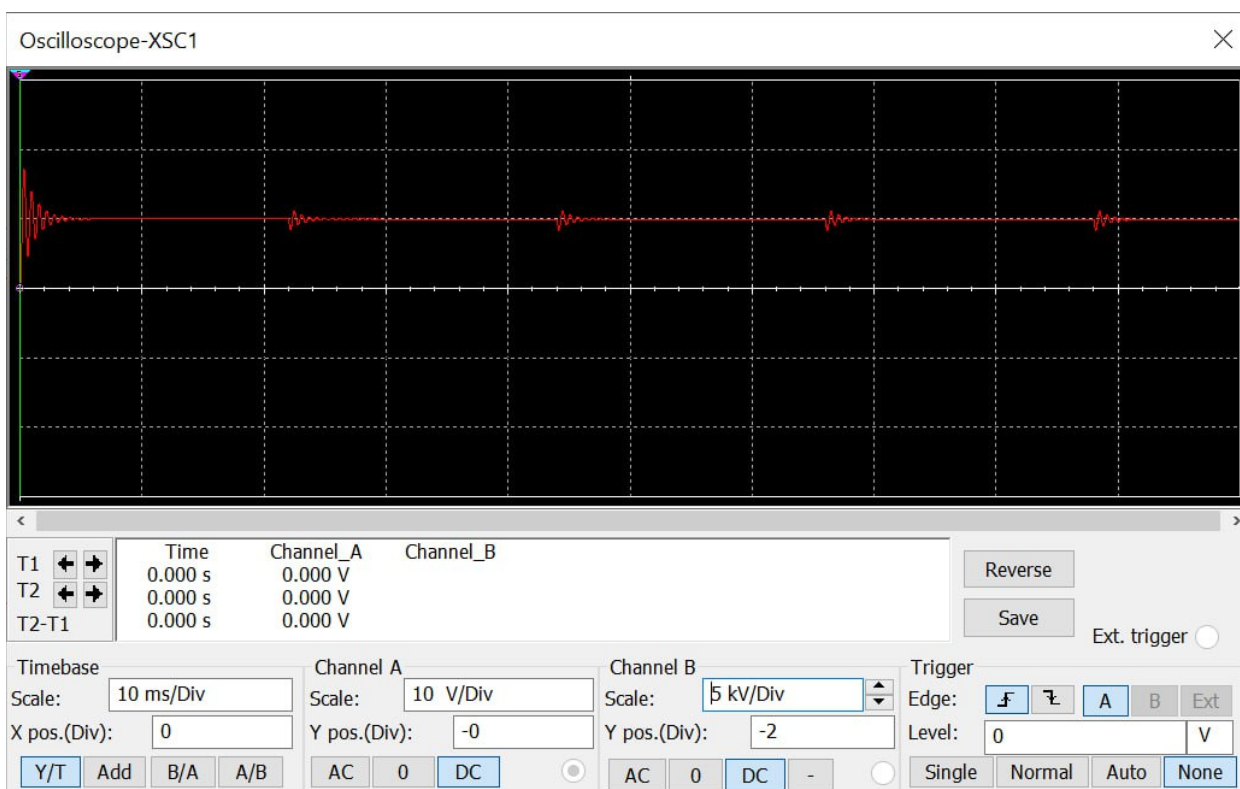 Oscilloscope-XSC1
T1
T2
T2-T1
Time Channel_A Channel_B
0.000 s 0.000 V
0.000 s 0.000 V
0.000 s 0.000 V
Reverse
Save
Ext. trigger
Timebase
Scale: 10 ms/Div
X pos.(Div): 0
Y/T Add B/A A/B
Channel A
Scale: 10 V/Div
Y pos.(Div): -0
AC 0 DC
Channel B
Scale: 5 kV/Div
Y pos.(Div): -2
AC 0 DC -
Trigger
Edge: A B Ext
Level: 0 V
Single Normal Auto None